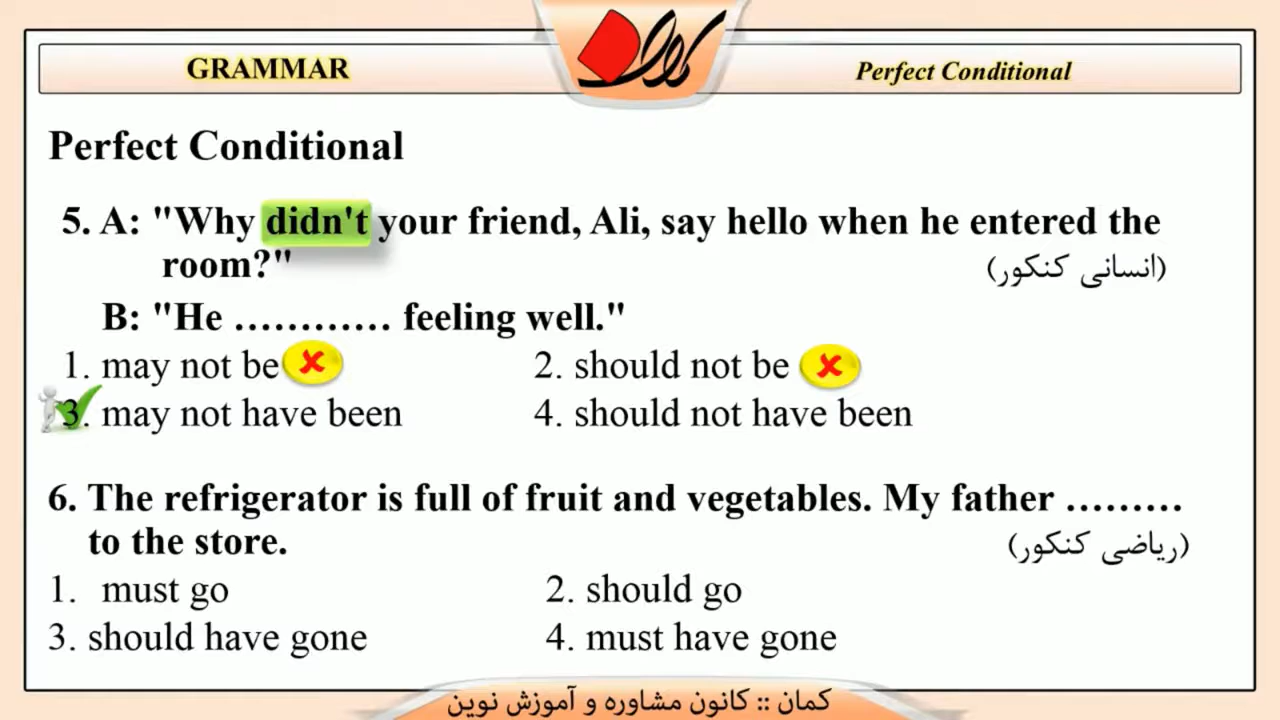 GRAMMAR
Perfect Conditional
Perfect Conditional
5. A: "Why didn't your friend, Ali, say hello when he entered the
room?"
(انسانی کنکور)
B: "He ………… feeling well."
1. may not be
2. should not be
3. may not have been
4. should not have been
6. The refrigerator is full of fruit and vegetables. My father ………
to the store.
(ریاضی کنکور)
1. must go
2. should go
3. should have gone
4. must have gone
کمان :: کانون مشاوره و آموزش نوین